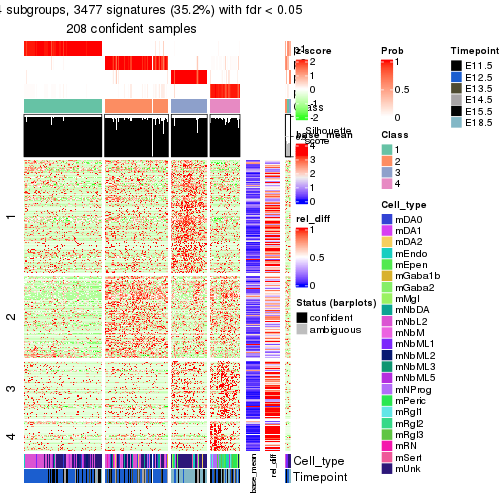 4 subgroups, 3477 signatures (35.2%) with fdr < 0.05
208 confident samples
1
2
3
4
base_mean
rel_diff
Cell_type
Timepoint
z-score
2
1
0
-1
-2
Silhouette
score
base_mean
4
3
2
1
0
rel_diff
1
0.5
0
Status (barplots)
confident
ambiguous
Prob
1
0.5
0
Class
1
2
3
4
Cell_type
mDA0
mDA1
mDA2
mEndo
mEpen
mGaba1b
mGaba2
mMgl
mNbDA
mNbL2
mNbM
mNbML1
mNbML2
mNbML3
mNbML5
mNProg
mPeric
mRgl1
mRgl2
mRgl3
mRN
mSert
mUnk
Timepoint
E11.5
E12.5
E13.5
E14.5
E15.5
E18.5